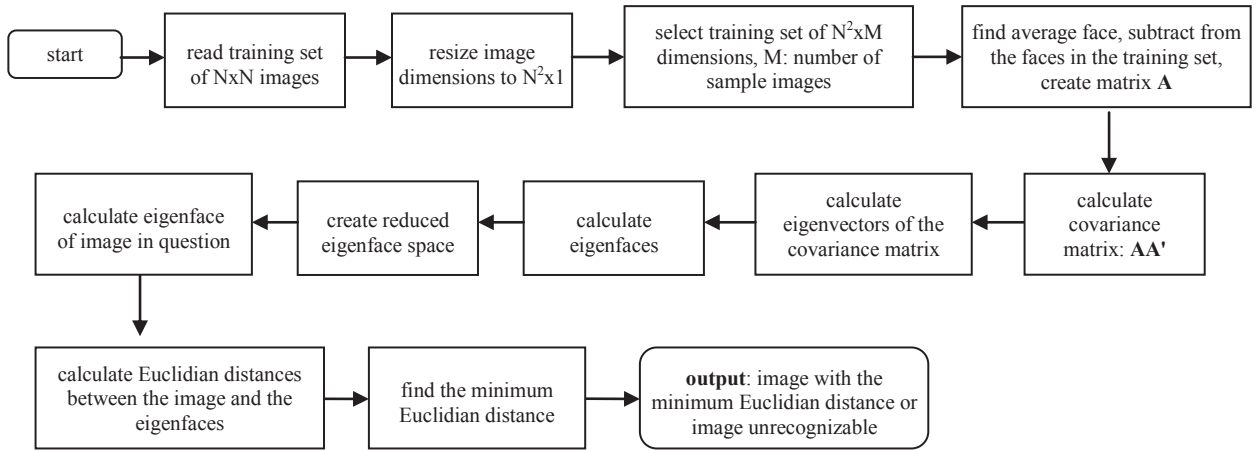 start
read training set
of NxN images
resize image
dimensions to N²x1
select training set of N²xM
dimensions, M: number of
sample images
find average face, subtract from
the faces in the training set,
create matrix A
calculate
covariance
matrix: AA'
calculate
eigenvectors of the
covariance matrix
calculate
eigenfaces
create reduced
eigenface space
calculate eigenface
of image in question
calculate Euclidian distances
between the image and the
eigenfaces
find the minimum
Euclidian distance
output: image with the
minimum Euclidian distance or
image unrecognizable